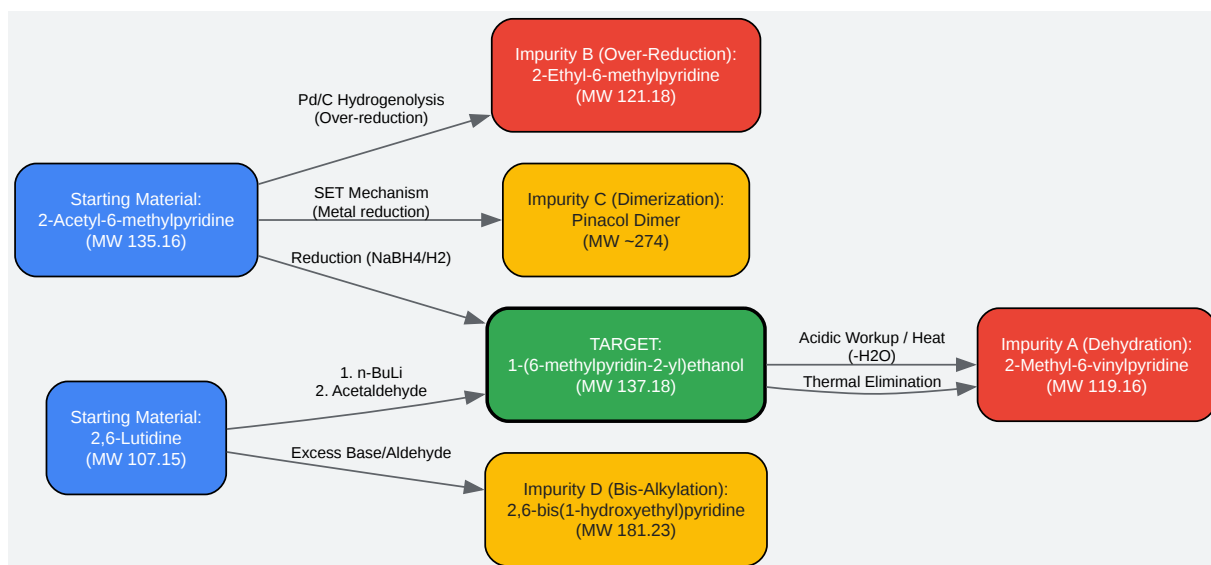 Impurity B (Over-Reduction):
2-Ethyl-6-methylpyridine
(MW 121.18)
Pd/C Hydrogenolysis
(Over-reduction)
Starting Material:
2-Acetyl-6-methylpyridine
(MW 135.16)
SET Mechanism
(Metal reduction)
Impurity C (Dimerization):
Pinacol Dimer
(MW ~274)
Reduction (NaBH4/H2)
TARGET:
1-(6-methylpyridin-2-yl)ethanol
(MW 137.18)
Acidic Workup / Heat
(-H2O)
Thermal Elimination
Impurity A (Dehydration):
2-Methyl-6-vinylpyridine
(MW 119.16)
1. n-BuLi
2. Acetaldehyde
Starting Material:
2,6-Lutidine
(MW 107.15)
Excess Base/Aldehyde
Impurity D (Bis-Alkylation):
2,6-bis(1-hydroxyethyl)pyridine
(MW 181.23)